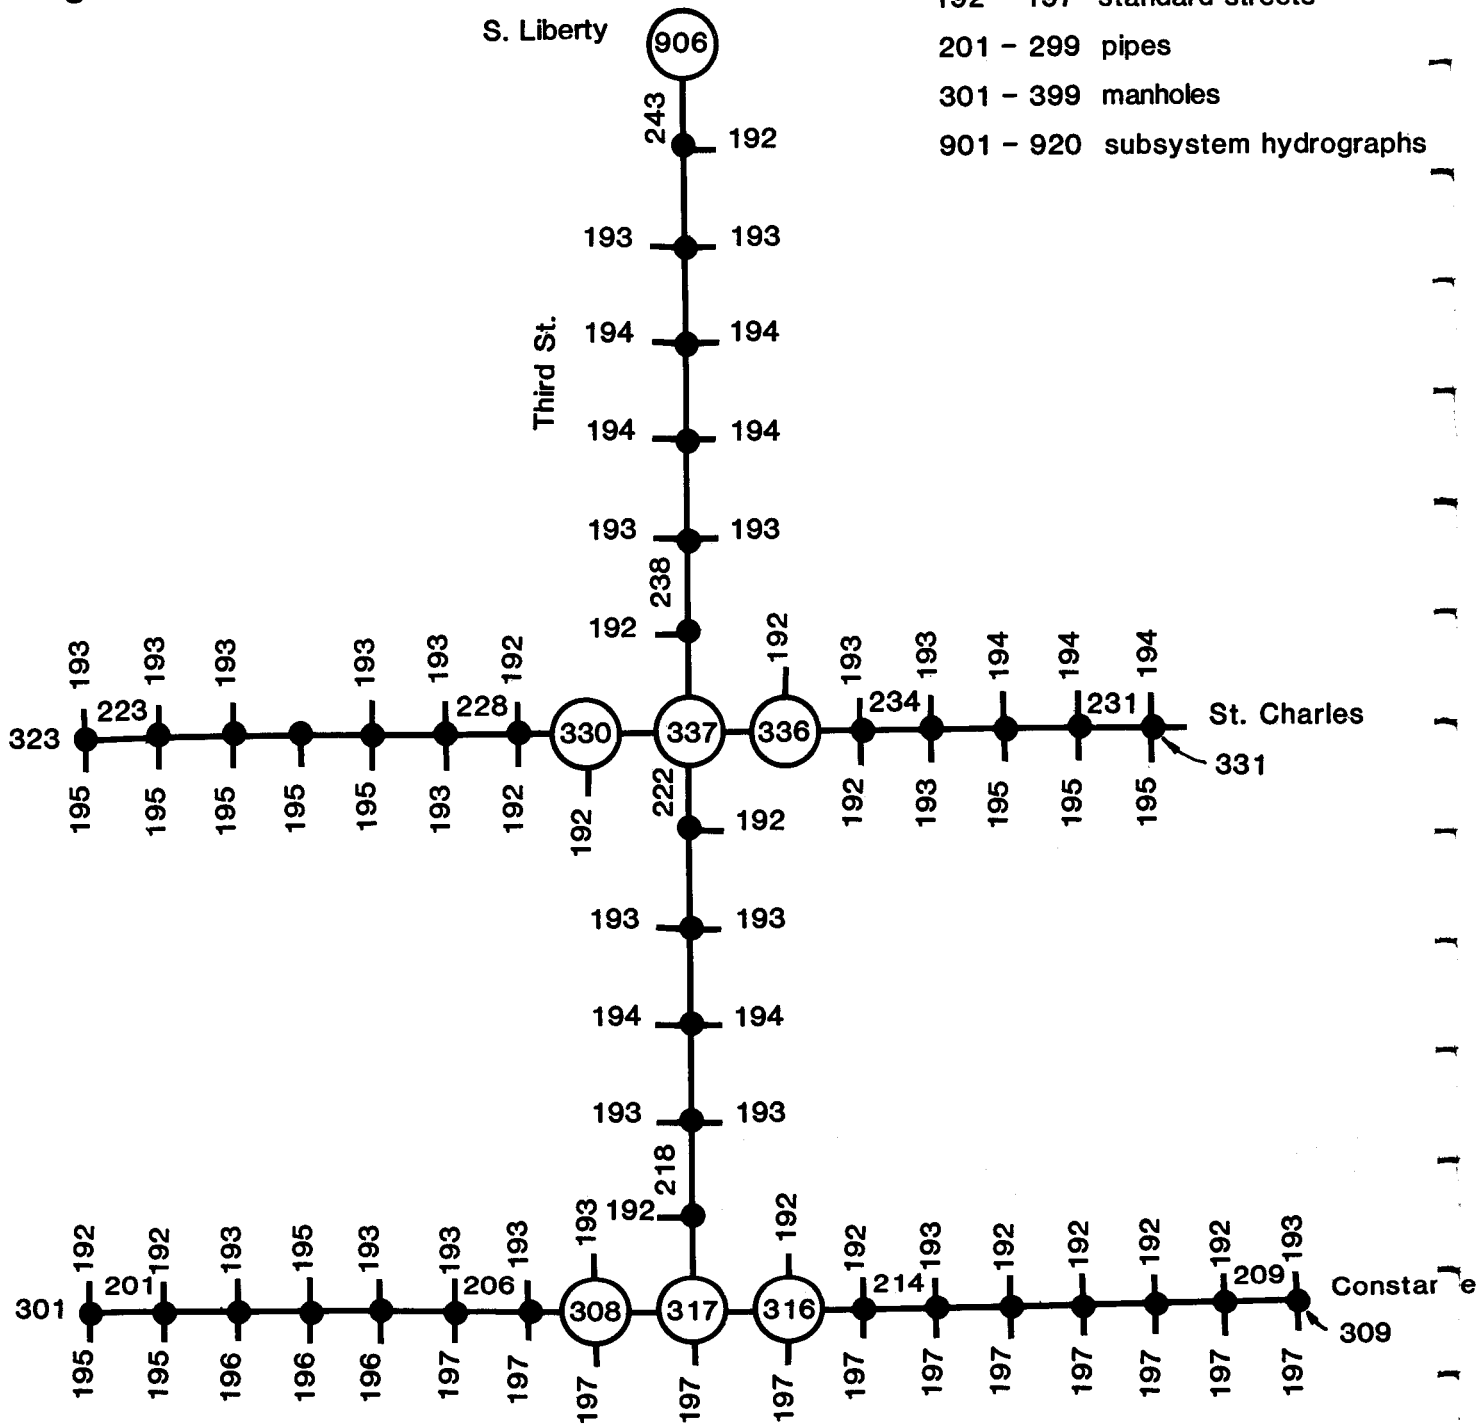 S. Liberty
906
192 – 197 standard streets
201 – 299 pipes
301 – 399 manholes
901 – 920 subsystem hydrographs
243
192
193 193
Third St.
194 194
194 194
193 193
238
192
193 193 193 193 193 192 192 193 193 194 194 194
223 228 234 231
323 330 337 336 St. Charles
331
195 195 195 195 195 193 192 192 222 192 193 195 195 195
192
193 193
194 194
193 193
218
192
192 192 193 195 193 193 193 193 192 192 193 192 192 192 192 193
201 206 214 209
301 308 317 316
309
195 195 196 196 196 197 197 197 197 197 197 197 197 197 197 197 197